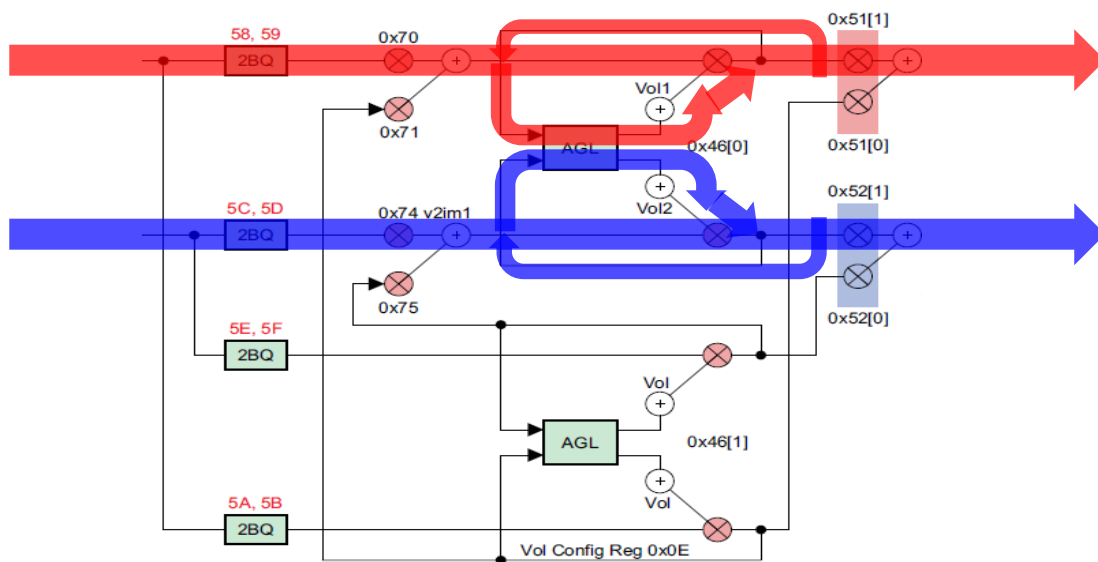 0x51[1]
58, 59
0x70
2BQ
Vol1
0x71
AGL
0x46[0]
0x51[0]
0x52[1]
5C, 5D
0x74 v2im1
Vol2
2BQ
0x75
0x52[0]
5E, 5F
2BQ
Vol
AGL
0x46[1]
5A, 5B
Vol
2BQ
Vol Config Reg 0x0E